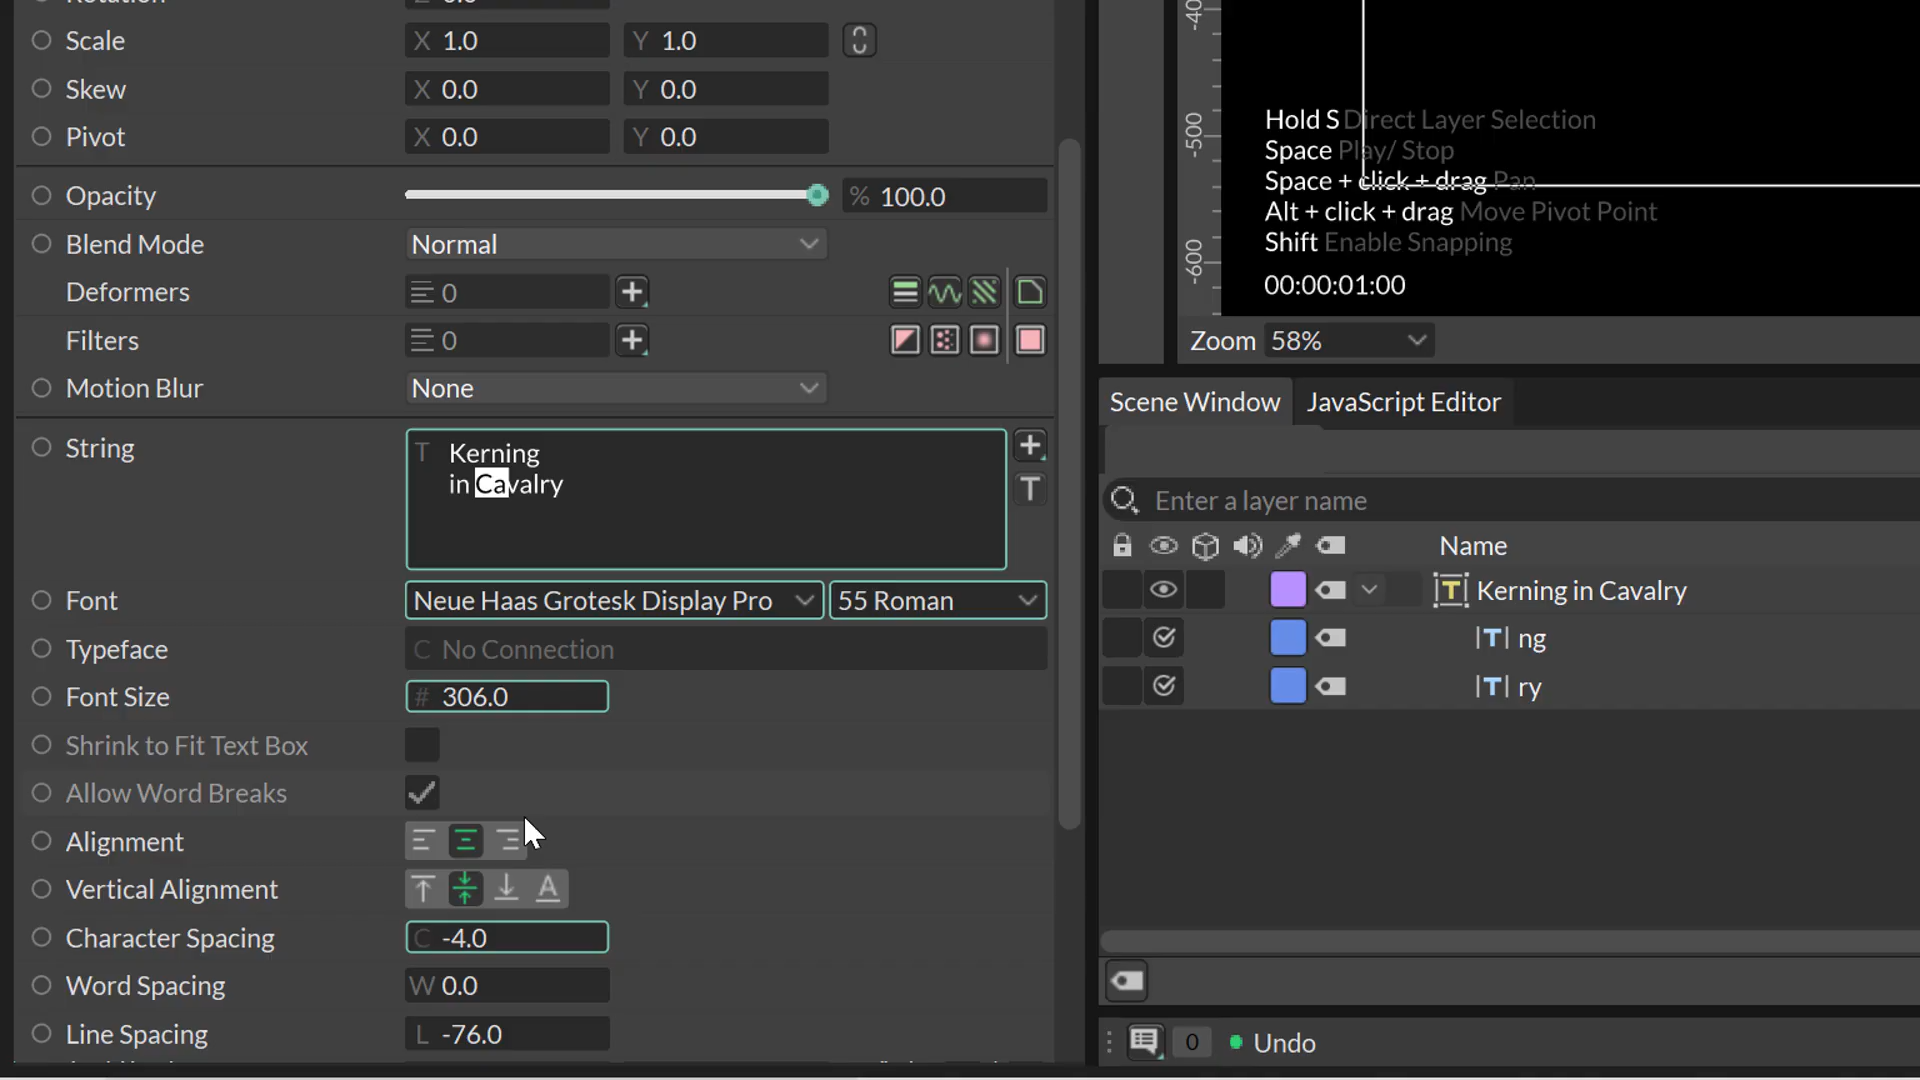 Scale X 1.0 Y 1.0
Skew X 0.0 Y 0.0
Pivot X 0.0 Y 0.0
Opacity % 100.0
Blend Mode Normal
Deformers 0
Filters 0
Motion Blur None
String T Kerning
in Cavalry
T
Font Neue Haas Grotesk Display Pro 55 Roman
Typeface C No Connection
Font Size # 306.0
Shrink to Fit Text Box
Allow Word Breaks
Alignment
Vertical Alignment A
Character Spacing C -4.0
Word Spacing W 0.0
Line Spacing L -76.0
-500
-600
Hold S Direct Layer Selection
Space Play/ Stop
Space + click + drag Pan
Alt + click + drag Move Pivot Point
Shift Enable Snapping
00:00:01:00
Zoom 58%
Scene Window JavaScript Editor
Enter a layer name
Name
T Kerning in Cavalry
T ng
T ry
0 Undo